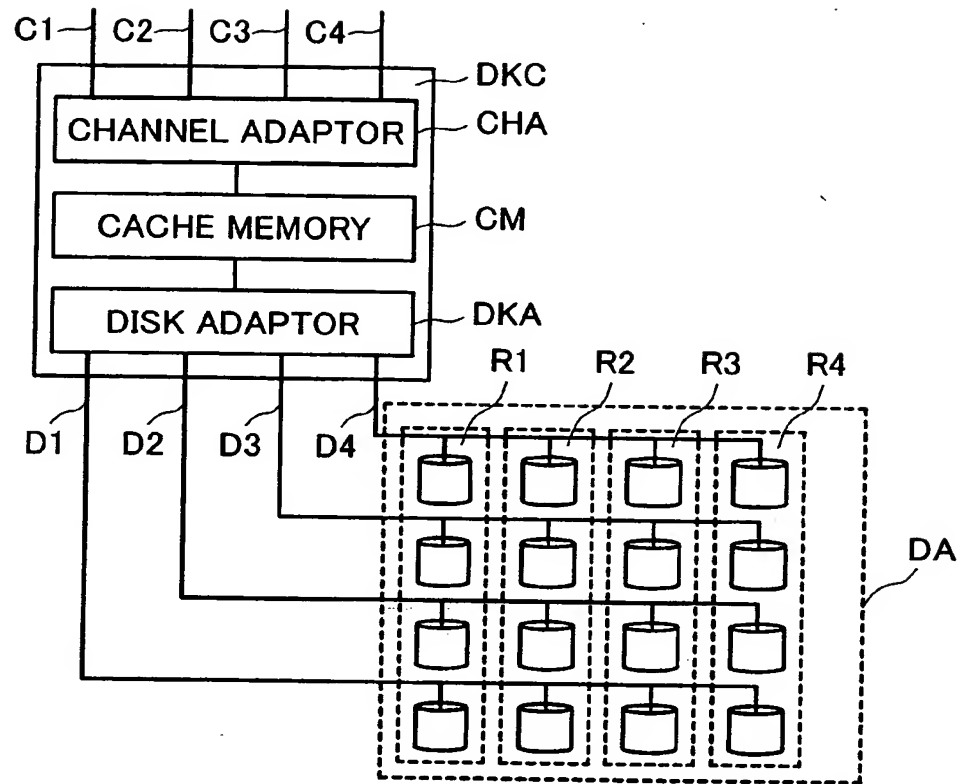 C1 C2 C3 C4
DKC
CHANNEL ADAPTOR
CHA
CACHE MEMORY
CM
DISK ADAPTOR
DKA
R1 R2 R3 R4
D1 D2 D3 D4
DA